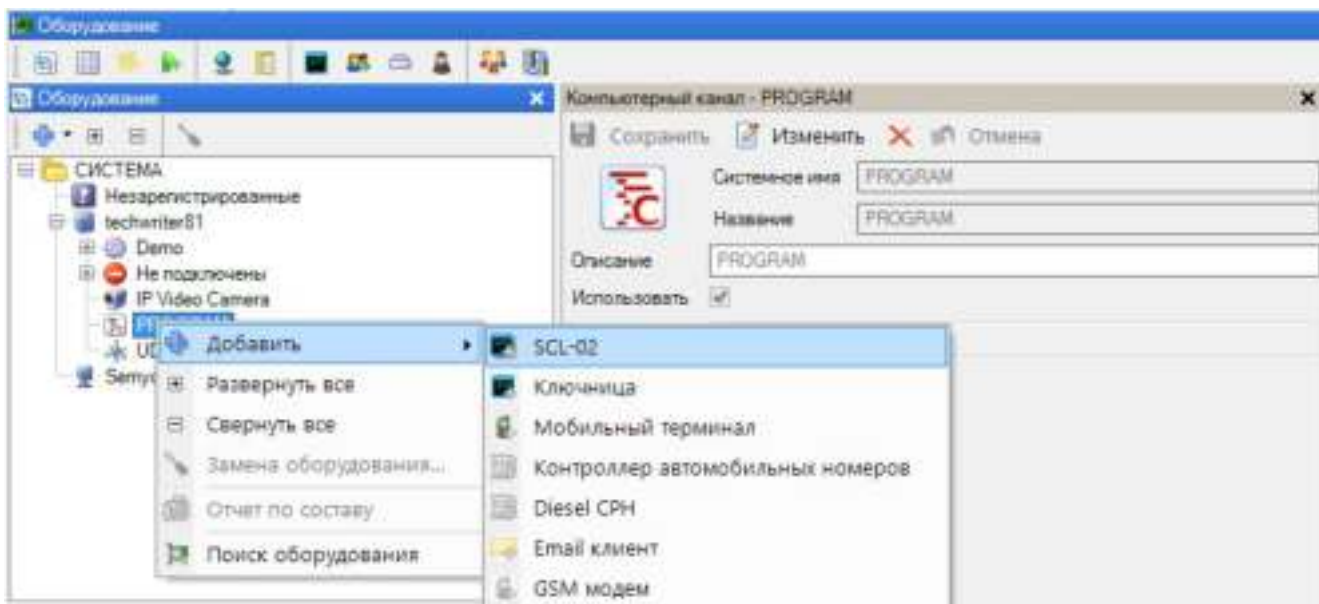 Оборудование
Оборудование
Компьютерный канал - PROGRAM
Сохранить Изменить Отмена
СИСТЕМА
Незарегистрированные
techwriter81
Demo
Не подключены
IP Video Camera
Системное имя PROGRAM
Название PROGRAM
Описание PROGRAM
Использовать
Добавить
Развернуть все
Свернуть все
Замена оборудования...
Отчет по составу
Поиск оборудования
SCL-02
Ключница
Мобильный терминал
Контроллер автомобильных номеров
Diesel CPH
Email клиент
GSM модем